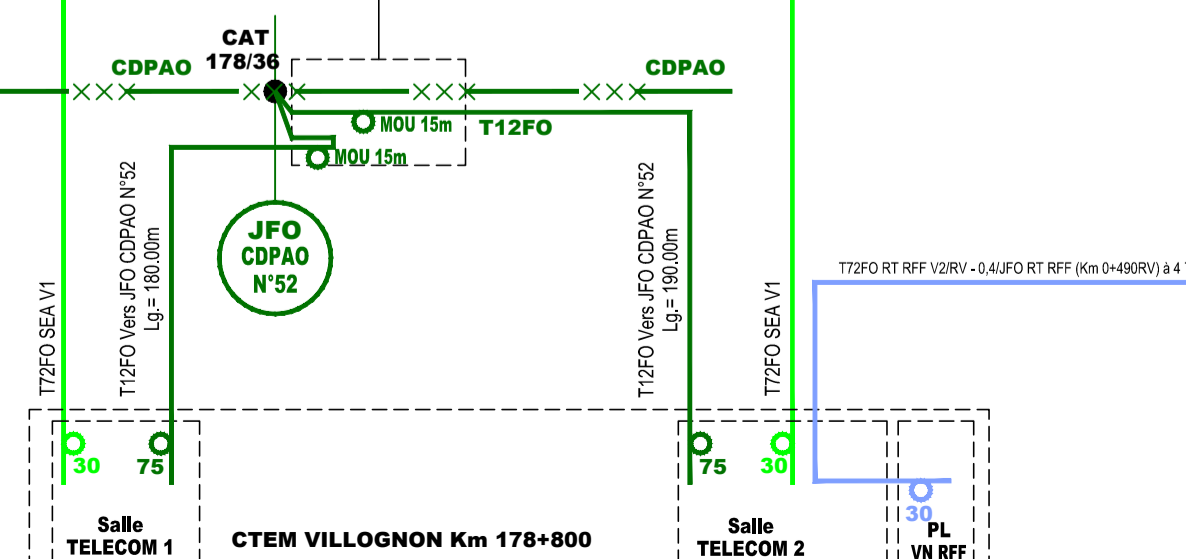 CAT
178/36
CDPAO
CDPAO
MOU 15m
T12FO
MOU 15m
JFO
CDPAO
N°52
T72FO SEA V1
T12FO Vers JFO CDPAO N°52
Lg.= 180.00m
T12FO Vers JFO CDPAO N°52
Lg.= 190.00m
T72FO SEA V1
T72FO RT RFF V2/RV - 0,4/JFO RT RFF (Km 0+490RV) à 4
30
75
75
30
30
Salle
TELECOM 1
CTEM VILLOGNON Km 178+800
Salle
TELECOM 2
PL
VN RFF